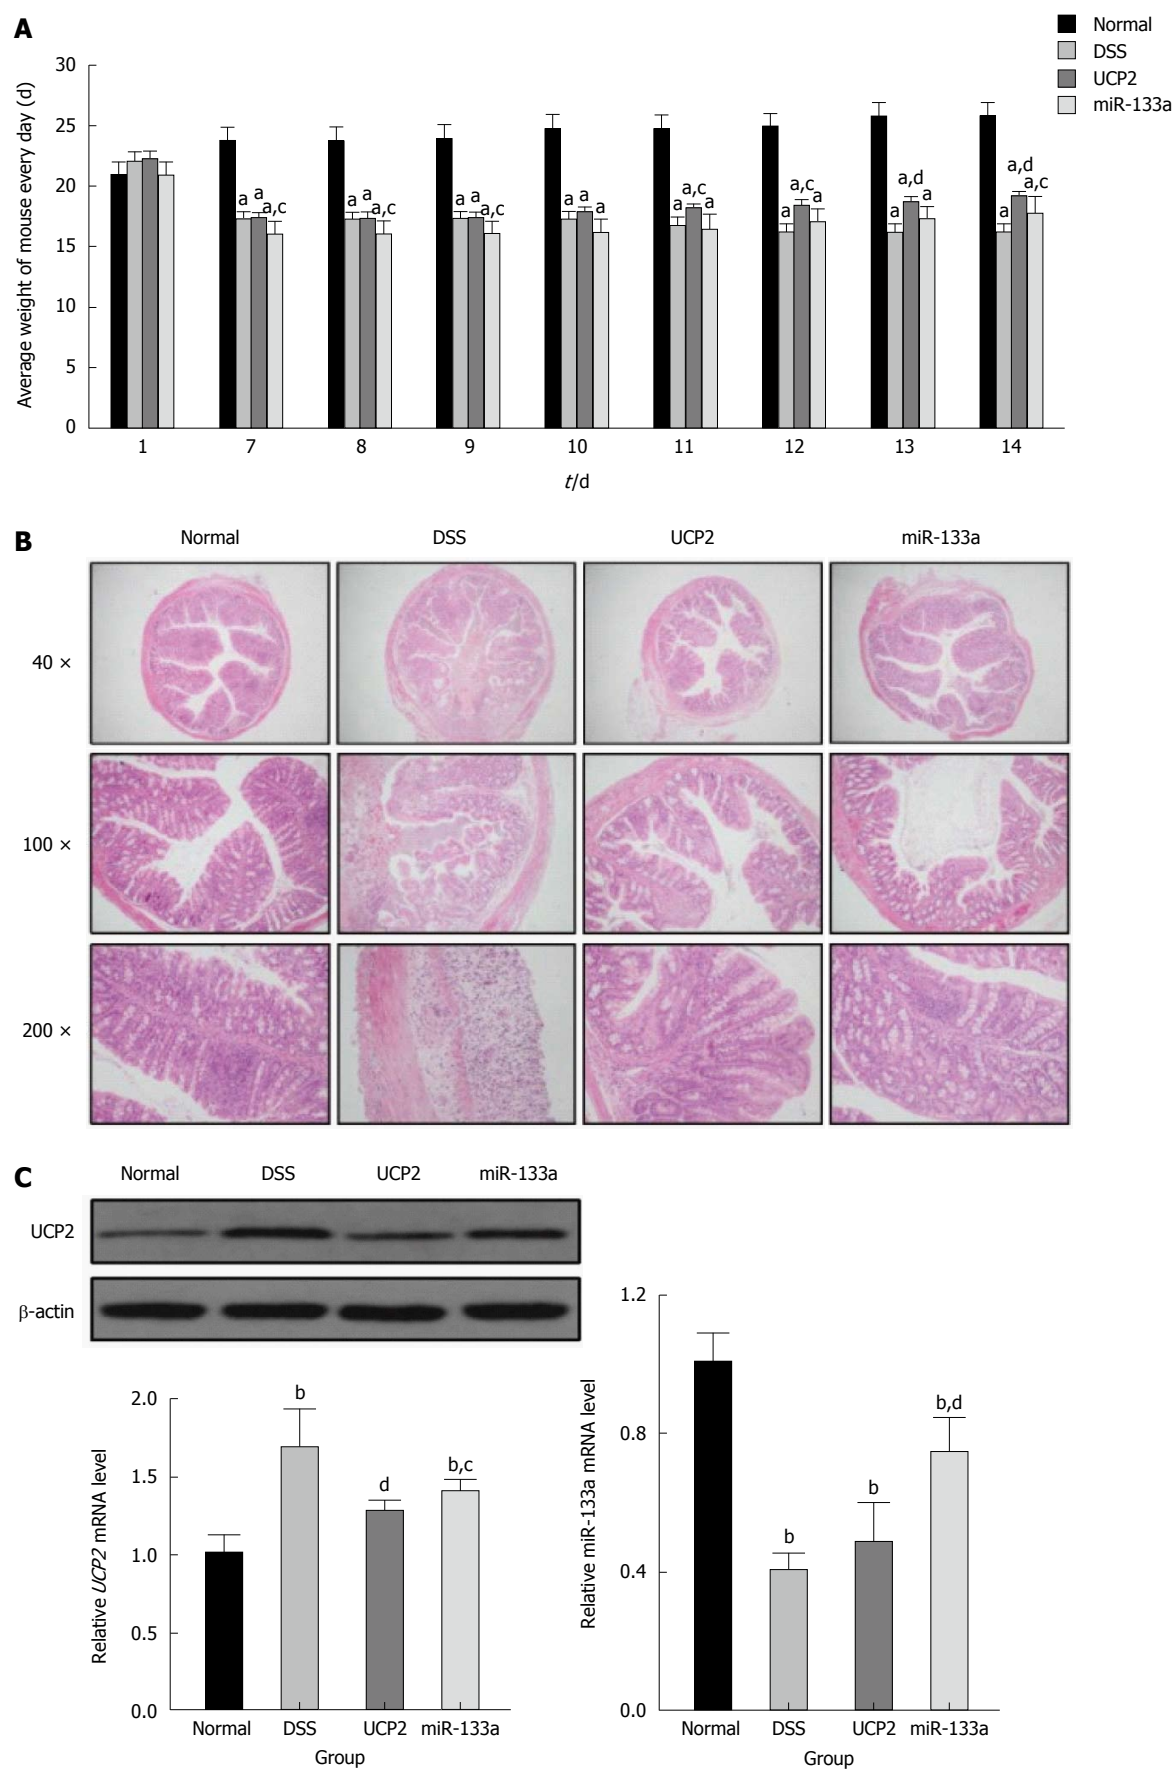 A
Normal
DSS
UCP2
miR-133a
Average weight of mouse every day (d)
30
25
20
15
10
5
0
a
a
a,c
a
a
a,c
a
a
a,c
a
a
a
a
a,c
a
a
a,c
a
a
a,d
a
a
a,d
a,c
1 7 8 9 10 11 12 13 14
t/d
B
Normal DSS UCP2 miR-133a
40 ×
100 ×
200 ×
C
Normal DSS UCP2 miR-133a
UCP2
β-actin
Relative UCP2 mRNA level
2.0
1.5
1.0
0.5
0.0
b
d
b,c
Normal DSS UCP2 miR-133a
Group
Relative miR-133a mRNA level
1.2
0.8
0.4
0.0
b
b
b,d
Normal DSS UCP2 miR-133a
Group